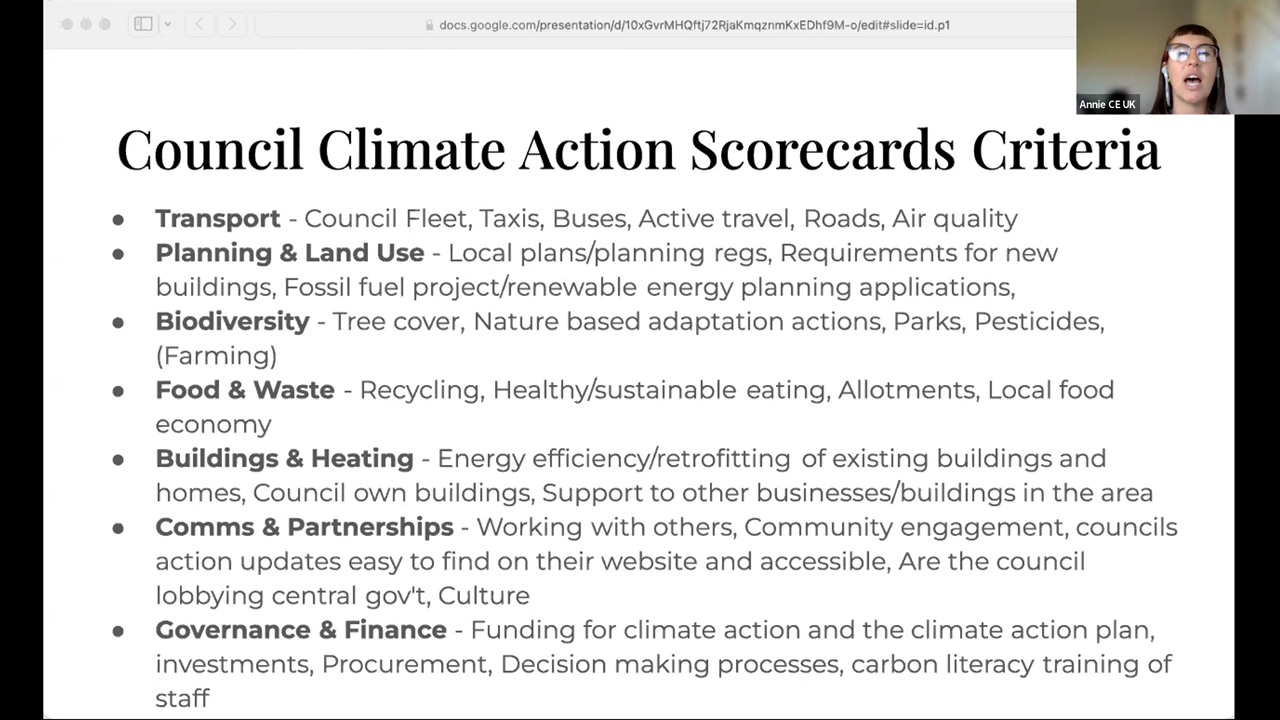 docs.google.com/presentation/d/10xGvrMHQftj72RjaKmqznmKxEDhf9M-o/edit#slide=id.p1
Annie CE UK
Council Climate Action Scorecards Criteria
● Transport - Council Fleet, Taxis, Buses, Active travel, Roads, Air quality
● Planning & Land Use - Local plans/planning regs, Requirements for new
buildings, Fossil fuel project/renewable energy planning applications,
● Biodiversity - Tree cover, Nature based adaptation actions, Parks, Pesticides,
(Farming)
● Food & Waste - Recycling, Healthy/sustainable eating, Allotments, Local food
economy
● Buildings & Heating - Energy efficiency/retrofitting of existing buildings and
homes, Council own buildings, Support to other businesses/buildings in the area
● Comms & Partnerships - Working with others, Community engagement, councils
action updates easy to find on their website and accessible, Are the council
lobbying central gov't, Culture
● Governance & Finance - Funding for climate action and the climate action plan,
investments, Procurement, Decision making processes, carbon literacy training of
staff